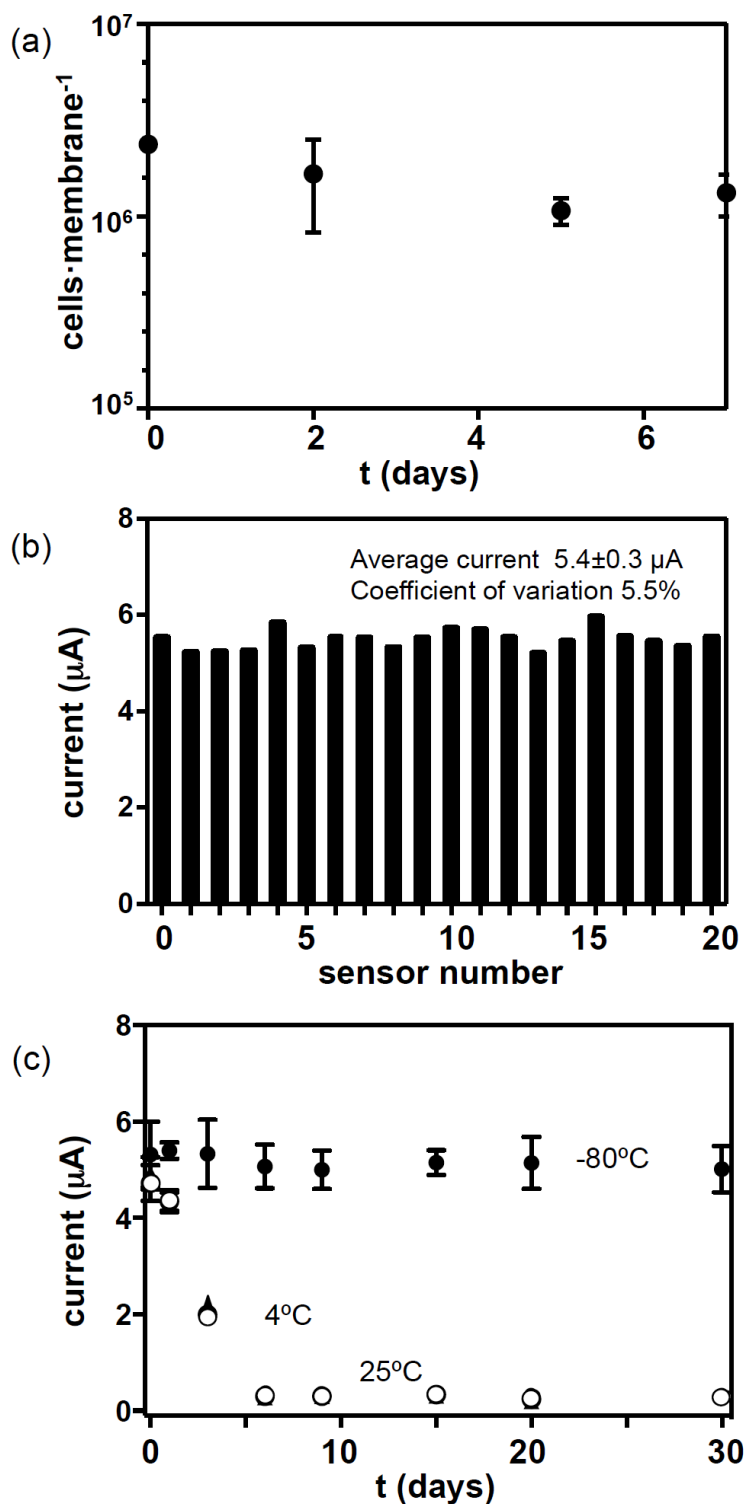 (a)
10⁷
10⁶
10⁵
cells·membrane⁻¹
0 2 4 6
t (days)
(b)
8
6
4
2
0
current (µA)
Average current 5.4±0.3 µA
Coefficient of variation 5.5%
0 5 10 15 20
sensor number
(c)
8
6
4
2
0
current (µA)
-80ºC
4ºC
25ºC
0 10 20 30
t (days)